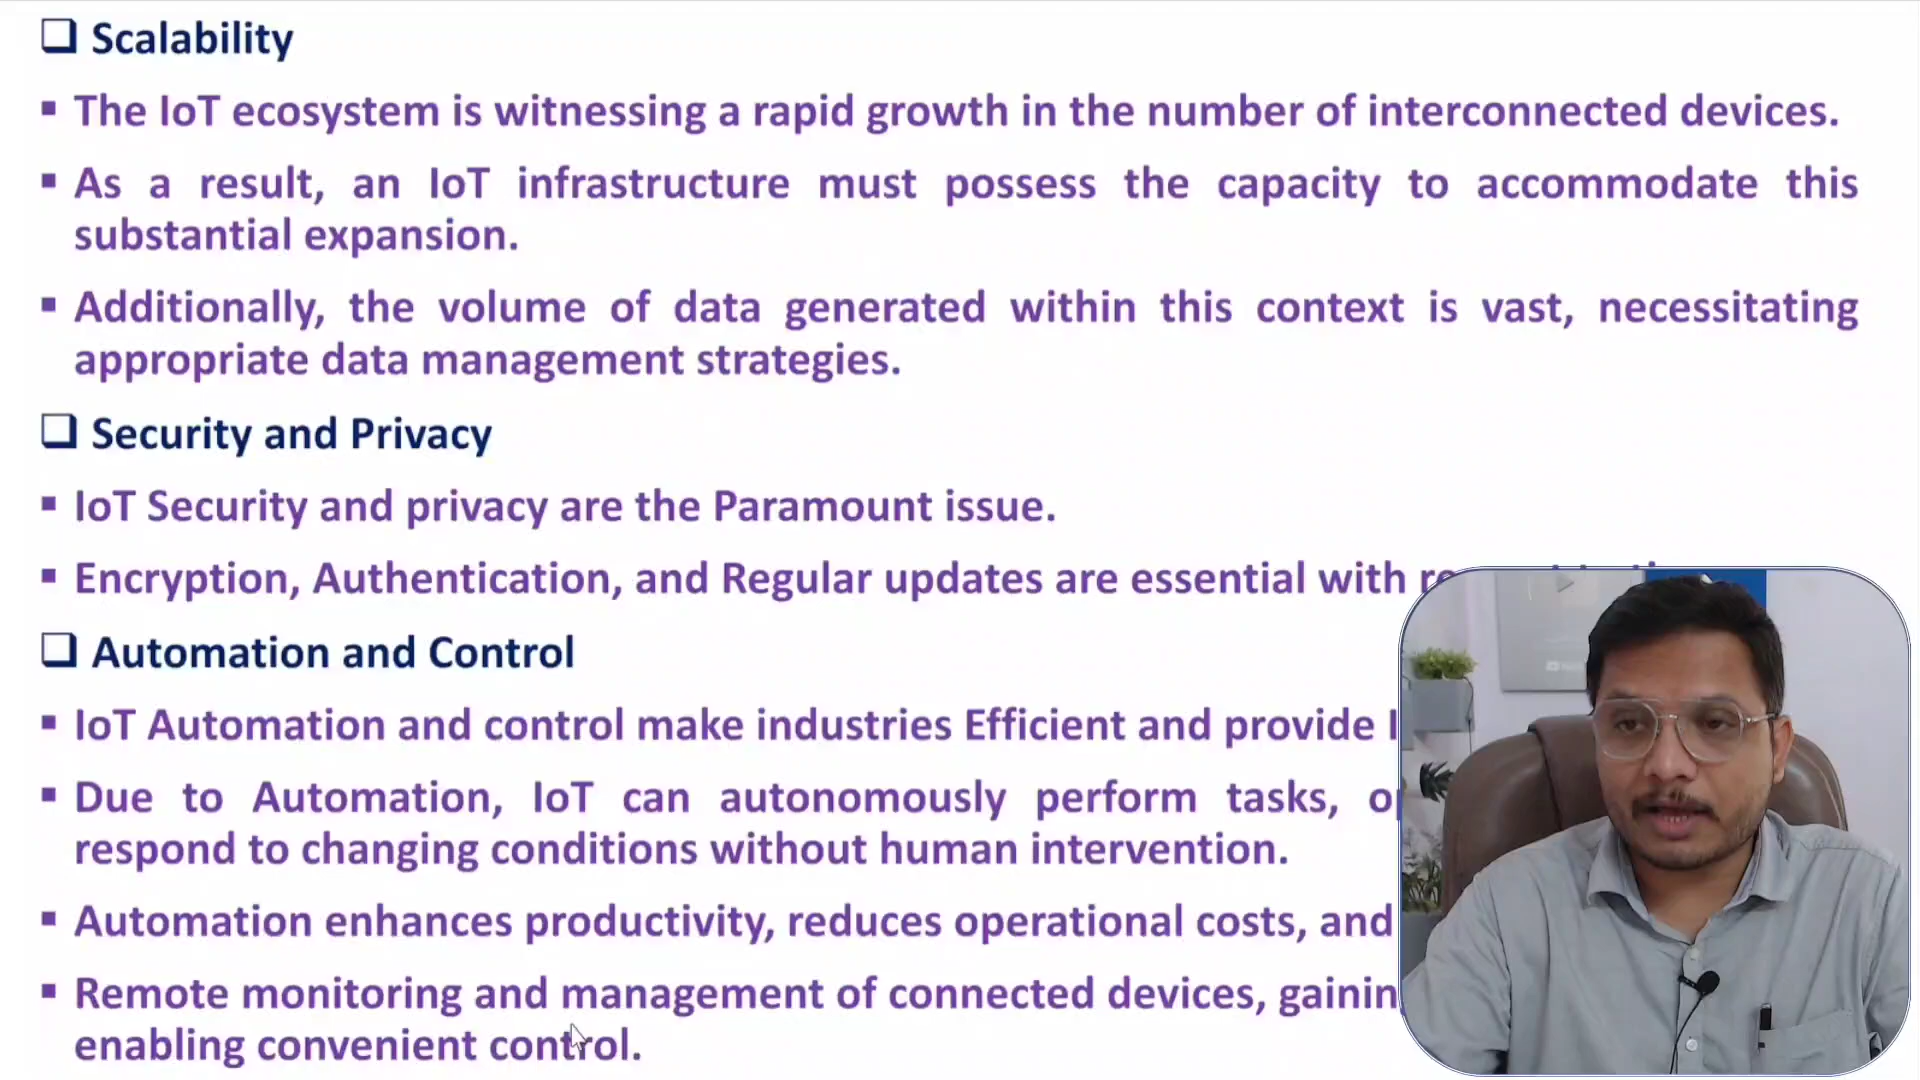 Scalability
The IoT ecosystem is witnessing a rapid growth in the number of interconnected devices.
As a result, an IoT infrastructure must possess the capacity to accommodate this
substantial expansion.
Additionally, the volume of data generated within this context is vast, necessitating
appropriate data management strategies.
Security and Privacy
IoT Security and privacy are the Paramount issue.
Encryption, Authentication, and Regular updates are essential with
Automation and Control
IoT Automation and control make industries Efficient and provide
Due to Automation, IoT can autonomously perform tasks,
respond to changing conditions without human intervention.
Automation enhances productivity, reduces operational costs, and
Remote monitoring and management of connected devices,
enabling convenient control.